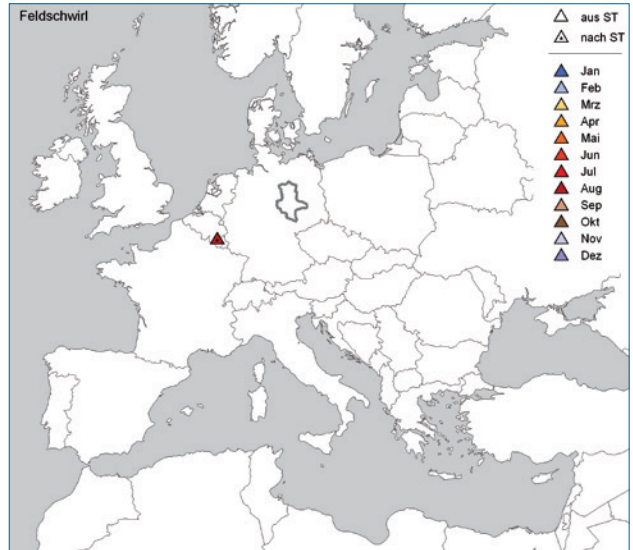 Feldschwirl
aus ST
nach ST
Jan
Feb
Mrz
Apr
Mai
Jun
Jul
Aug
Sep
Okt
Nov
Dez